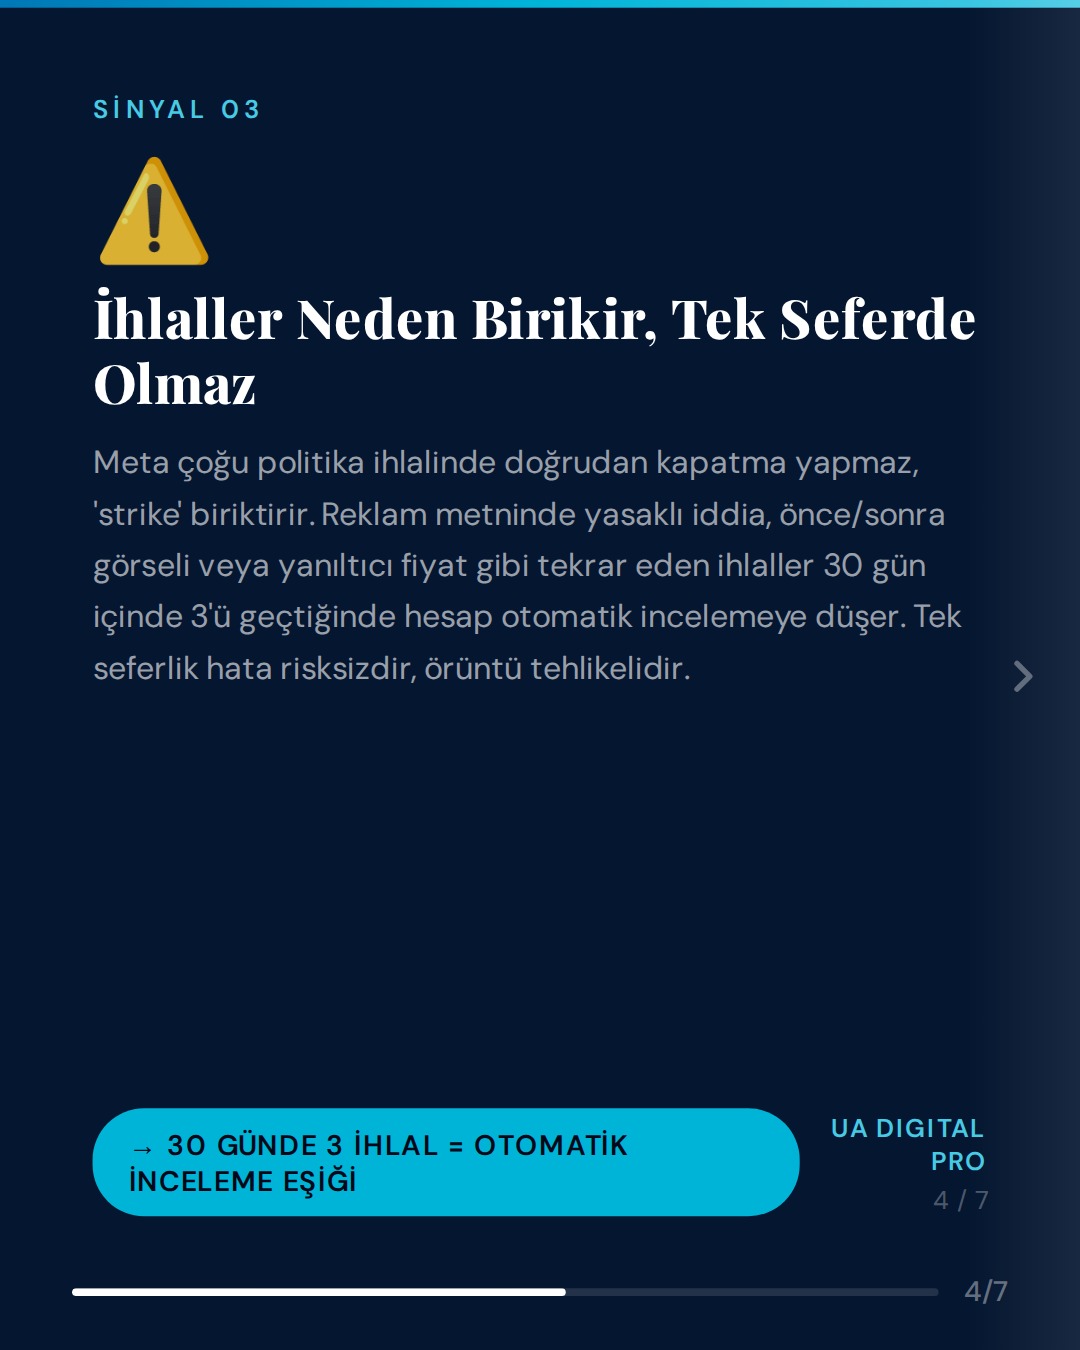 SİNYAL 03
İhlaller Neden Birikir, Tek Seferde
Olmaz
Meta çoğu politika ihlalinde doğrudan kapatma yapmaz,
'strike' biriktirir. Reklam metninde yasaklı iddia, önce/sonra
görseli veya yanıltıcı fiyat gibi tekrar eden ihlaller 30 gün
içinde 3'ü geçtiğinde hesap otomatik incelemeye düşer. Tek
seferlik hata risksizdir, örüntü tehlikelidir.
→ 30 GÜNDE 3 İHLAL = OTOMATİK
İNCELEME EŞİĞİ
UA DIGITAL
PRO
4 / 7
4/7